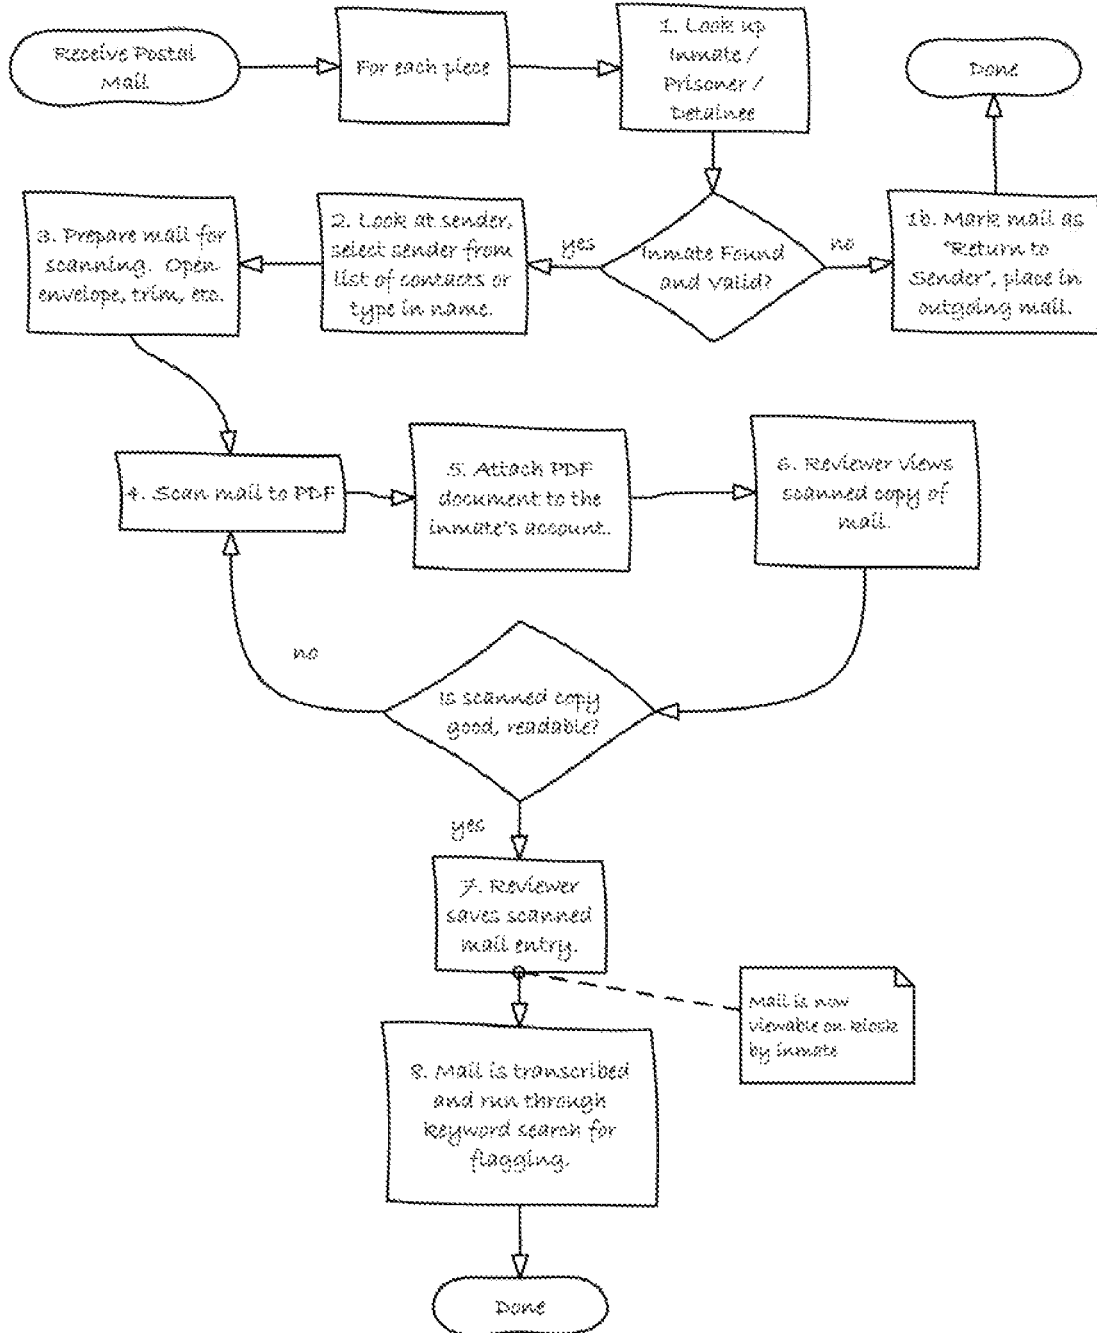 Receive Postal
Mail
For each piece
1. Look up
Inmate /
Prisoner /
Detainee
Done
3. Prepare mail for
scanning. Open
envelope, trim, etc.
2. Look at sender,
select sender from
list of contacts or
type in name.
yes
Inmate Found
and Valid?
no
1b. Mark mail as
"Return to
Sender", place in
outgoing mail.
4. Scan mail to PDF
5. Attach PDF
document to the
inmate's account.
6. Reviewer views
scanned copy of
mail.
no
Is scanned copy
good, readable?
yes
7. Reviewer
saves scanned
mail entry.
Mail is now
viewable on kiosk
by inmate
8. Mail is transcribed
and run through
keyword search for
flagging.
Done